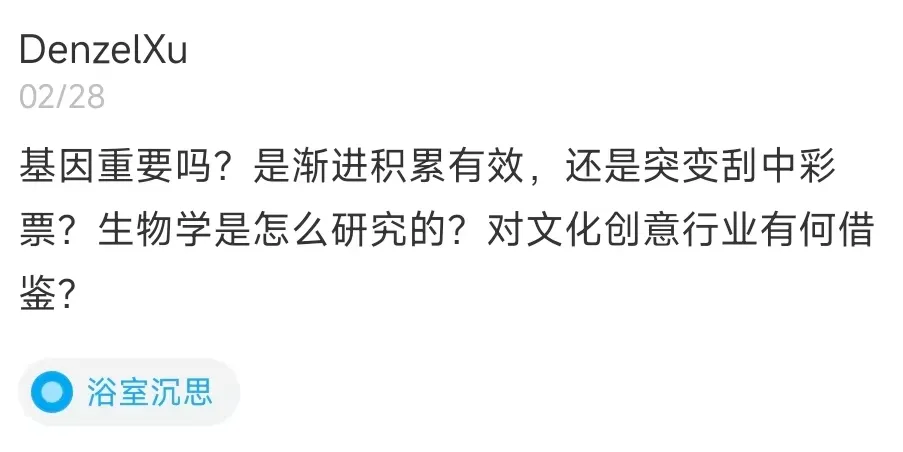 DenzelXu
02/28
基因重要吗？是渐进积累有效，还是突变刮中彩
票？生物学是怎么研究的？对文化创意行业有何借
鉴？
浴室沉思